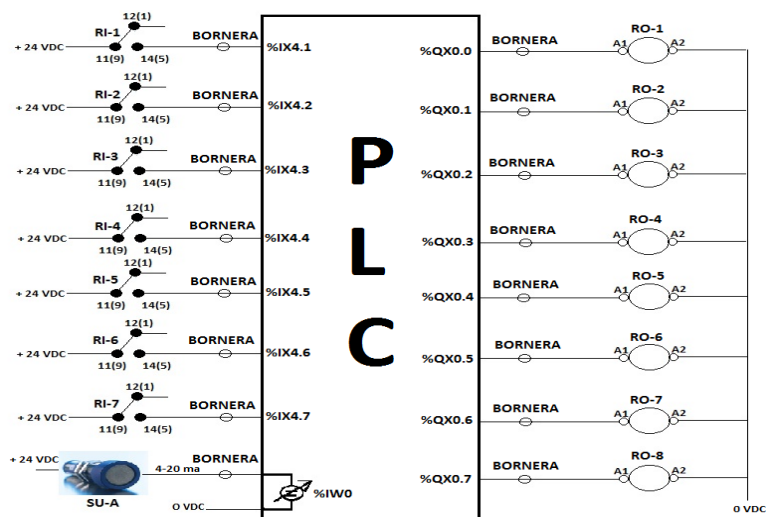 12(1)
RI-1
+ 24 VDC
11(9) 14(5)
BORNERA
%IX4.1
12(1)
RI-2
+ 24 VDC
11(9) 14(5)
BORNERA
%IX4.2
12(1)
RI-3
+ 24 VDC
11(9) 14(5)
BORNERA
%IX4.3
12(1)
RI-4
+ 24 VDC
11(9) 14(5)
BORNERA
%IX4.4
12(1)
RI-5
+ 24 VDC
11(9) 14(5)
BORNERA
%IX4.5
12(1)
RI-6
+ 24 VDC
11(9) 14(5)
BORNERA
%IX4.6
12(1)
RI-7
+ 24 VDC
11(9) 14(5)
BORNERA
%IX4.7
+ 24 VDC
SU-A
4-20 ma
BORNERA
%IW0
O VDC
P
L
C
%QX0.0
BORNERA
RO-1
A1 A2
%QX0.1
BORNERA
RO-2
A1 A2
%QX0.2
BORNERA
RO-3
A1 A2
%QX0.3
BORNERA
RO-4
A1 A2
%QX0.4
BORNERA
RO-5
A1 A2
%QX0.5
BORNERA
RO-6
A1 A2
%QX0.6
BORNERA
RO-7
A1 A2
%QX0.7
BORNERA
RO-8
A1 A2
0 VDC